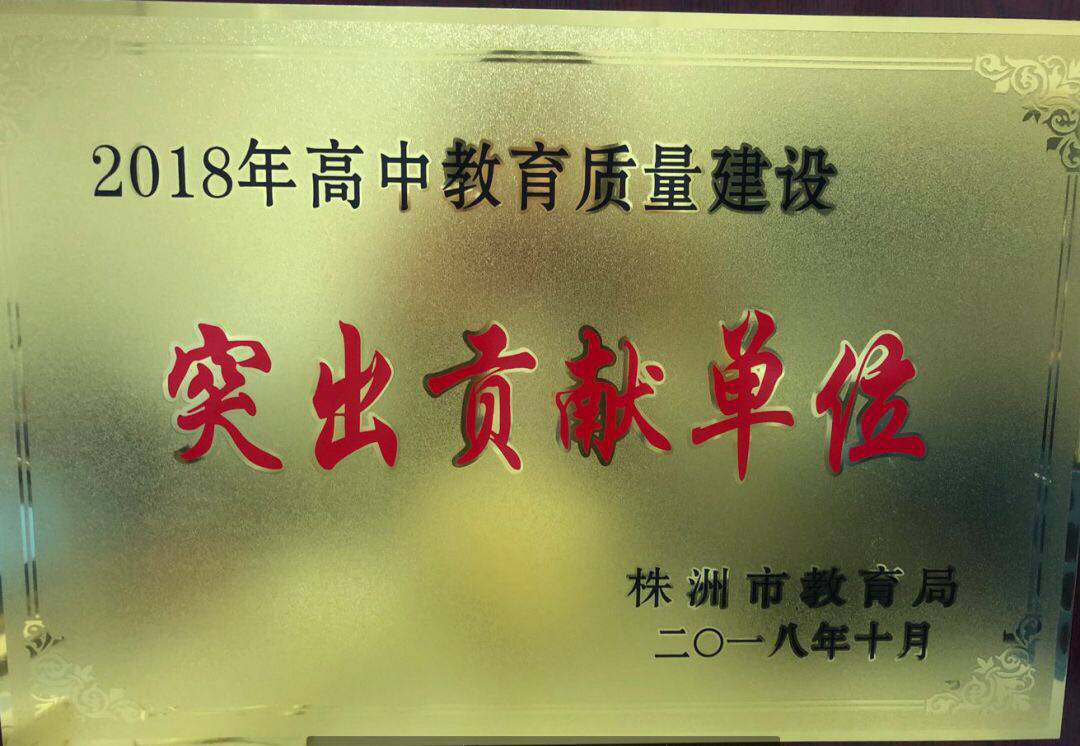 2018年高中教育质量建设
突出贡献单位
株洲市教育局
二〇一八年十月